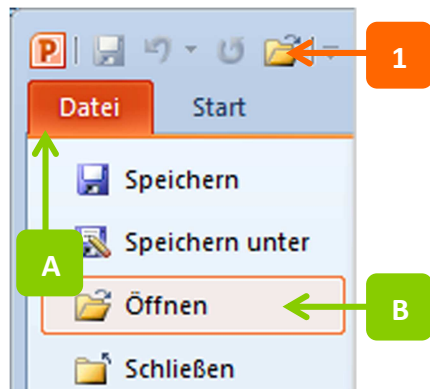 P 1
Datei Start
Speichern
A Speichern unter
Öffnen B
Schließen